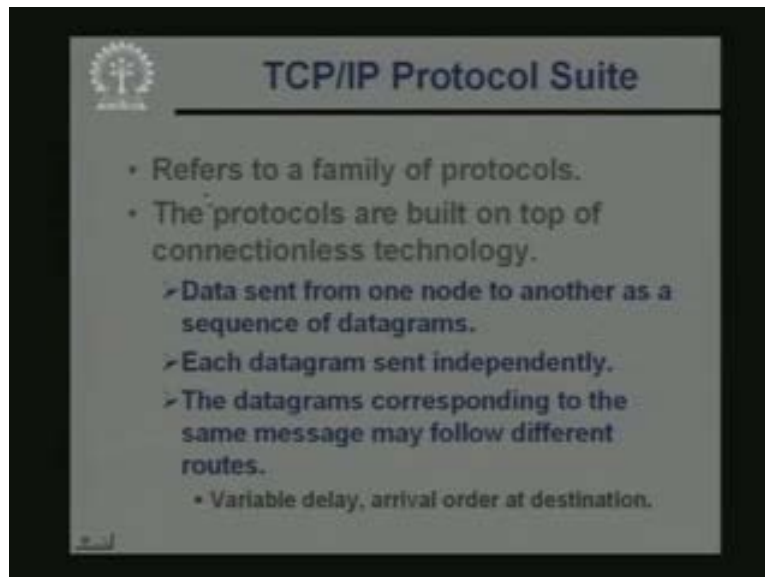 TCP/IP Protocol Suite
• Refers to a family of protocols.
• The protocols are built on top of
connectionless technology.
➢Data sent from one node to another as a
sequence of datagrams.
➢Each datagram sent independently.
➢The datagrams corresponding to the
same message may follow different
routes.
▪ Variable delay, arrival order at destination.